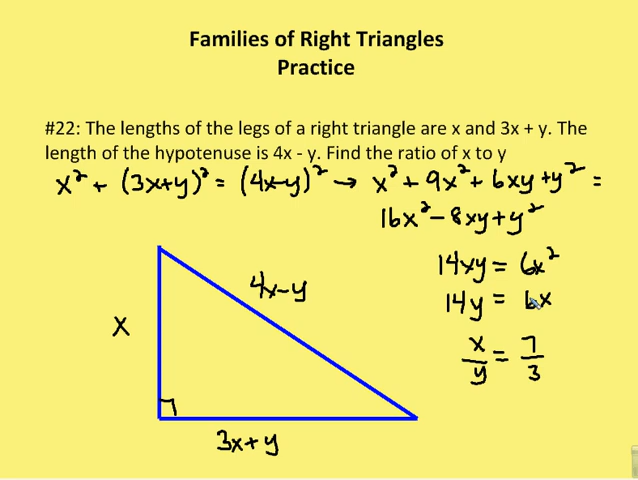 Families of Right Triangles
Practice
#22: The lengths of the legs of a right triangle are x and 3x + y. The
length of the hypotenuse is 4x - y. Find the ratio of x to y
x² + (3x+y)² = (4x-y)² → x² + 9x² + 6xy + y² =
16x² - 8xy + y²
14xy = 6x²
14y = 6x
x/y = 7/3
4x-y
x
3x+y